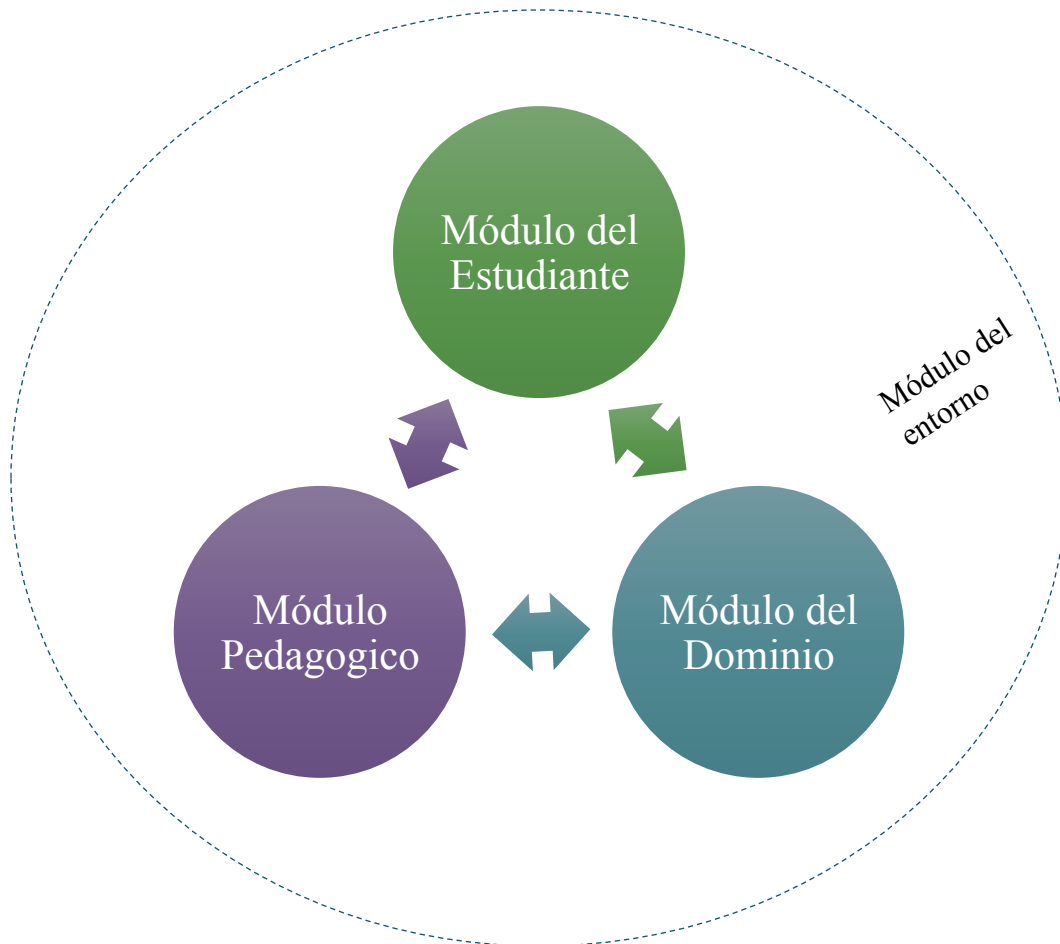 Módulo del
Estudiante
Módulo del
entorno
Módulo
Pedagogico
Módulo del
Dominio